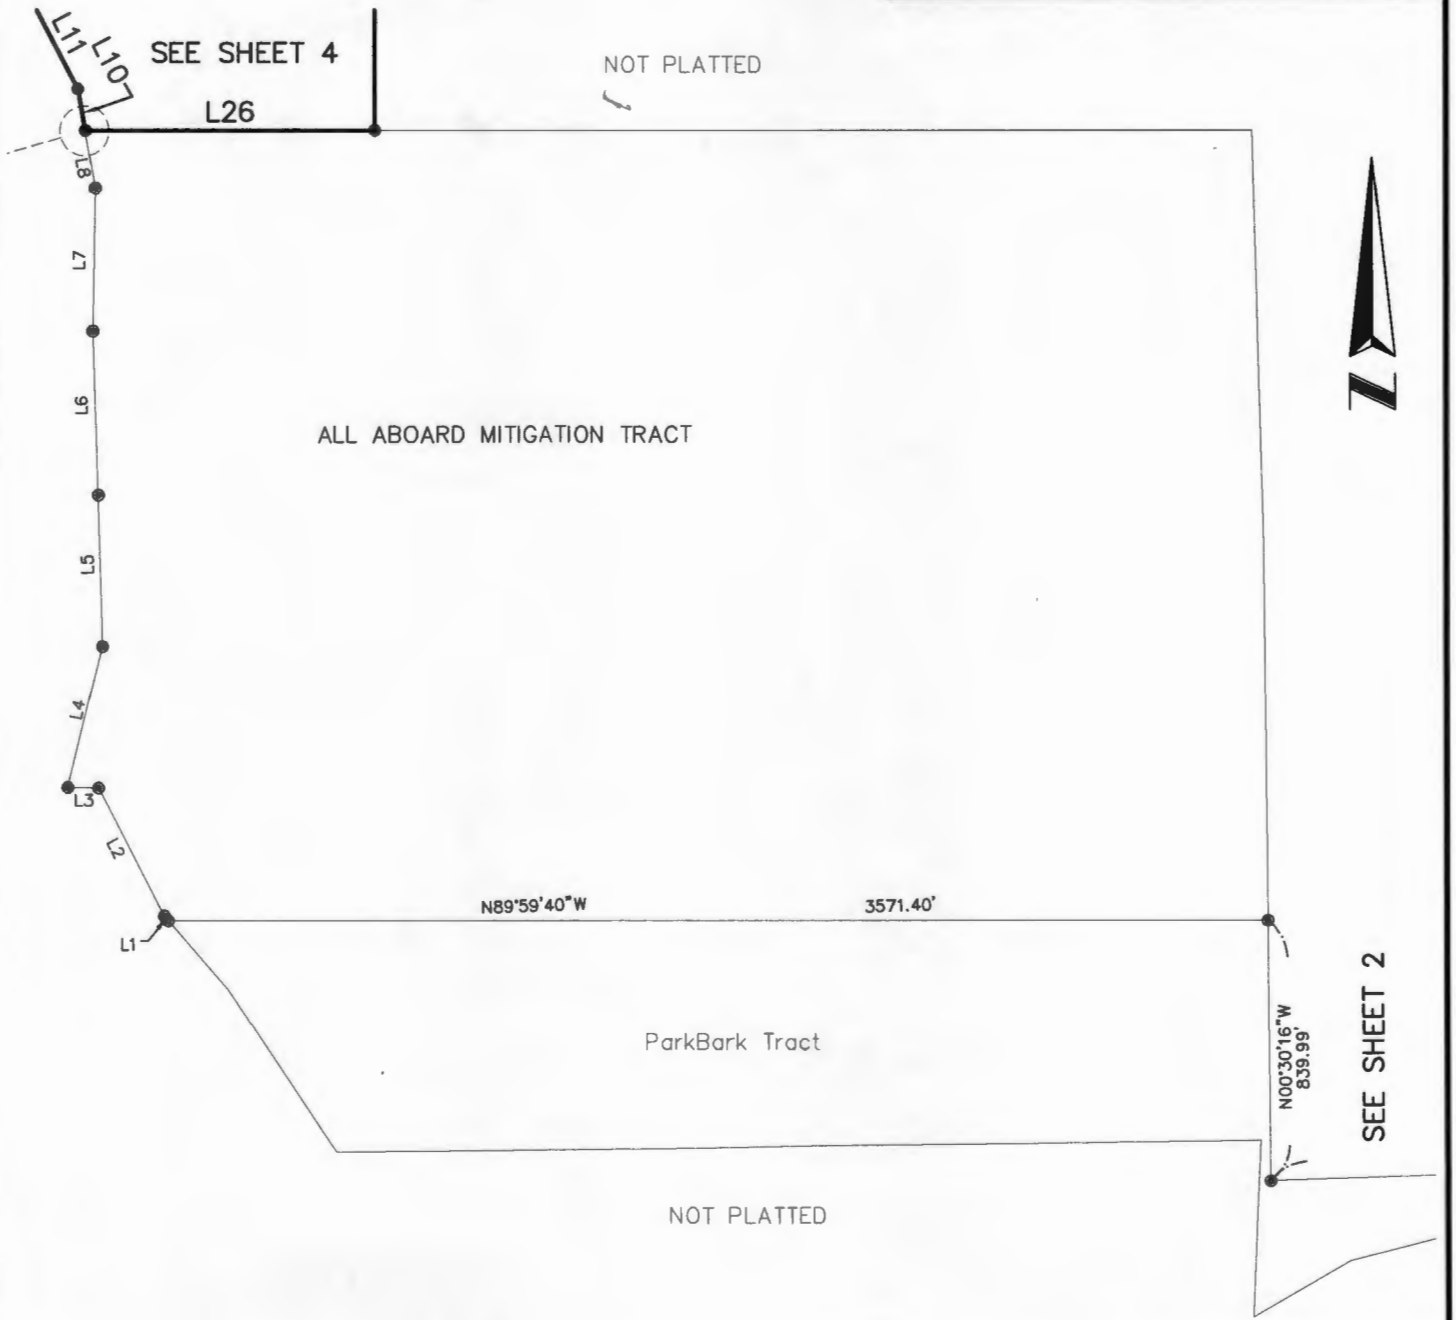 L11
L10
SEE SHEET 4
NOT PLATTED
L26
L8
L7
L6
ALL ABOARD MITIGATION TRACT
L5
L4
L3
L2
N89°59'40"W
3571.40'
L1
ParkBark Tract
N00°30'16"W
839.99'
SEE SHEET 2
NOT PLATTED
N